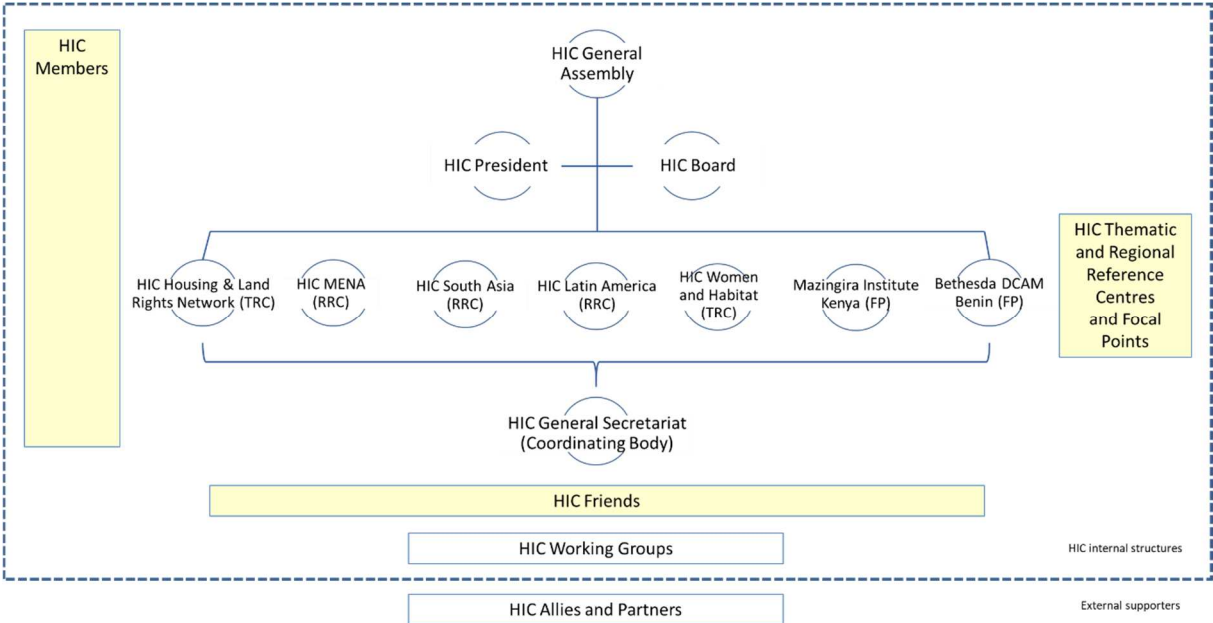 HIC
Members
HIC General
Assembly
HIC President
HIC Board
HIC Housing & Land
Rights Network (TRC)
HIC MENA
(RRC)
HIC South Asia
(RRC)
HIC Latin America
(RRC)
HIC Women
and Habitat
(TRC)
Mazingira Institute
Kenya (FP)
Bethesda DCAM
Benin (FP)
HIC Thematic
and Regional
Reference
Centres
and Focal
Points
HIC General Secretariat
(Coordinating Body)
HIC Friends
HIC Working Groups
HIC internal structures
HIC Allies and Partners
External supporters